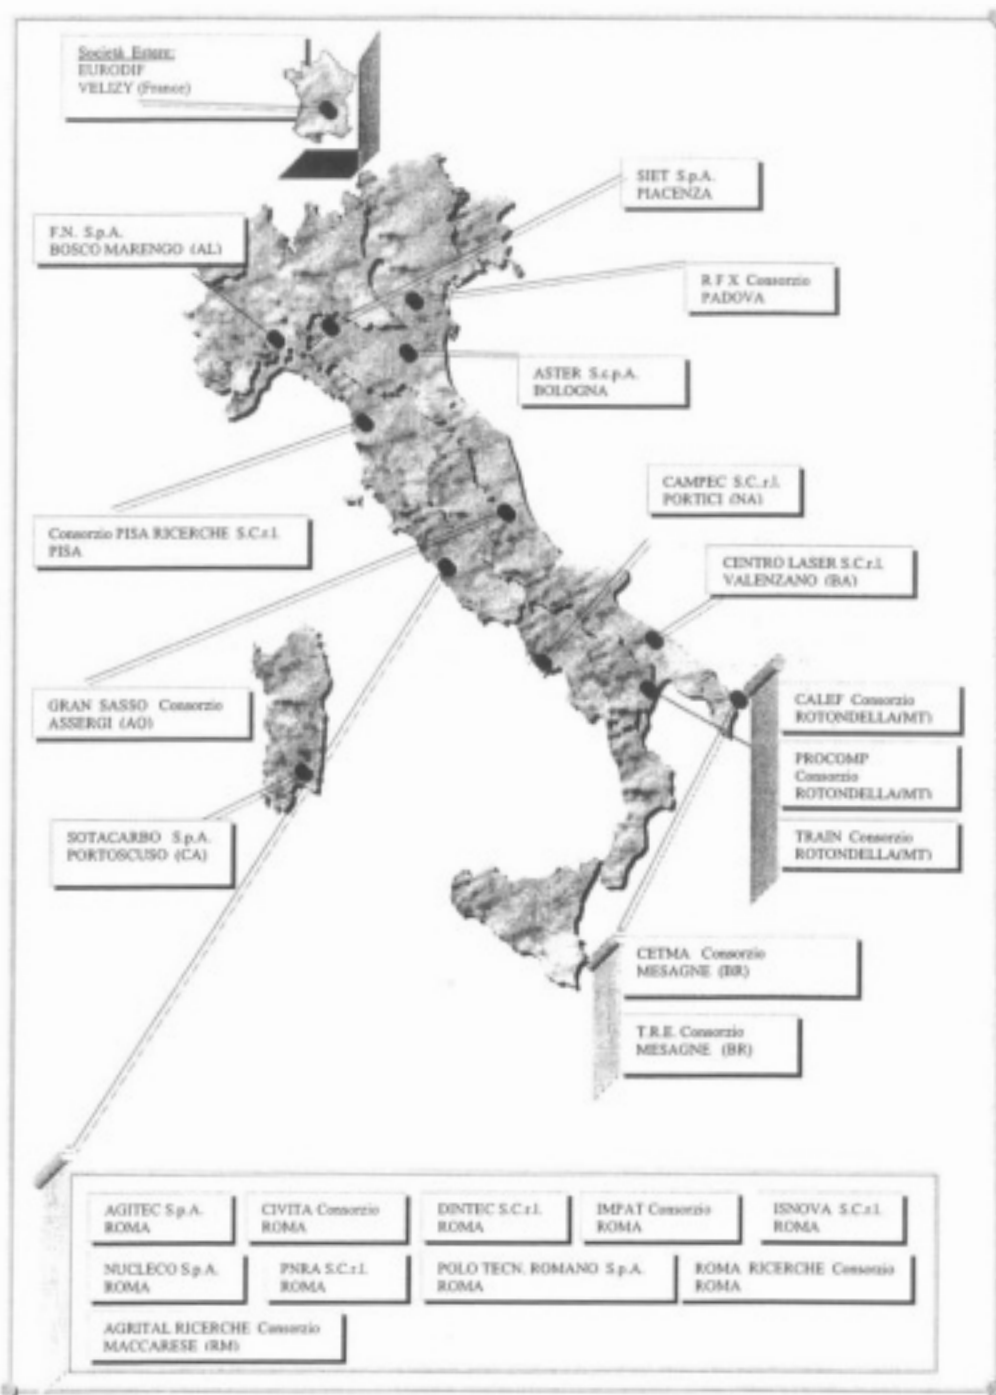 Società Estere:
EURODIF
VELIZY (France)
SIET S.p.A.
PIACENZA
F.N. S.p.A.
BOSCO MARENGO (AL)
R F X Consorzio
PADOVA
ASTER S.c.p.A.
BOLOGNA
CAMPEC S.C.r.l.
PORTICI (NA)
Consorzio PISA RICERCHE S.C.r.l.
PISA
CENTRO LASER S.C.r.l.
VALENZANO (BA)
GRAN SASSO Consorzio
ASSERGI (AQ)
CALEF Consorzio
ROTONDELLA(MT)
PROCOMP
Consorzio
ROTONDELLA(MT)
TRAIN Consorzio
ROTONDELLA(MT)
SOTACARBO S.p.A.
PORTOSCUSO (CA)
CETMA Consorzio
MESAGNE (BR)
T.R.E. Consorzio
MESAGNE (BR)
AGITEC S.p.A.
ROMA
CIVITA Consorzio
ROMA
DINTEC S.C.r.l.
ROMA
IMPAT Consorzio
ROMA
ISNOVA S.C.r.l.
ROMA
NUCLECO S.p.A.
ROMA
PNRA S.C.r.l.
ROMA
POLO TECN. ROMANO S.p.A.
ROMA
ROMA RICERCHE Consorzio
ROMA
AGRITAL RICERCHE Consorzio
MACCARESE (RM)